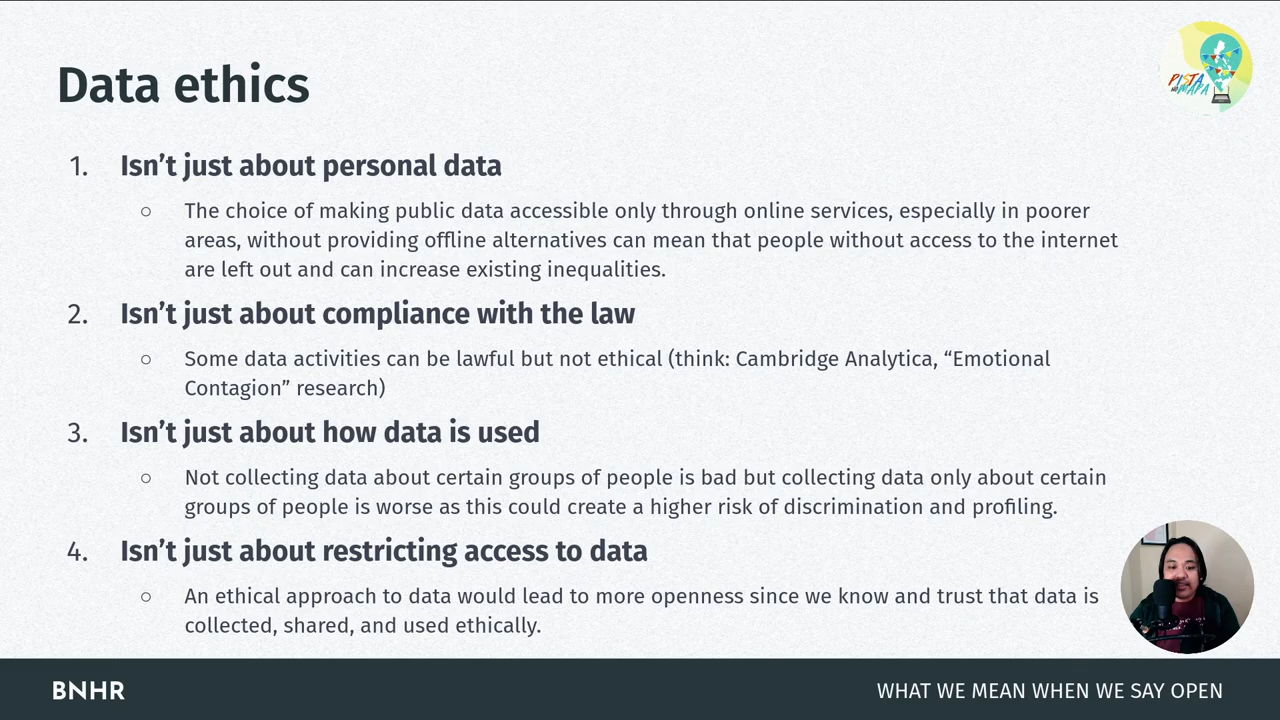 Data ethics
PISTA
NG MAPA
1. Isn’t just about personal data
○ The choice of making public data accessible only through online services, especially in poorer
areas, without providing offline alternatives can mean that people without access to the internet
are left out and can increase existing inequalities.
2. Isn’t just about compliance with the law
○ Some data activities can be lawful but not ethical (think: Cambridge Analytica, “Emotional
Contagion” research)
3. Isn’t just about how data is used
○ Not collecting data about certain groups of people is bad but collecting data only about certain
groups of people is worse as this could create a higher risk of discrimination and profiling.
4. Isn’t just about restricting access to data
○ An ethical approach to data would lead to more openness since we know and trust that data is
collected, shared, and used ethically.
BNHR
WHAT WE MEAN WHEN WE SAY OPEN